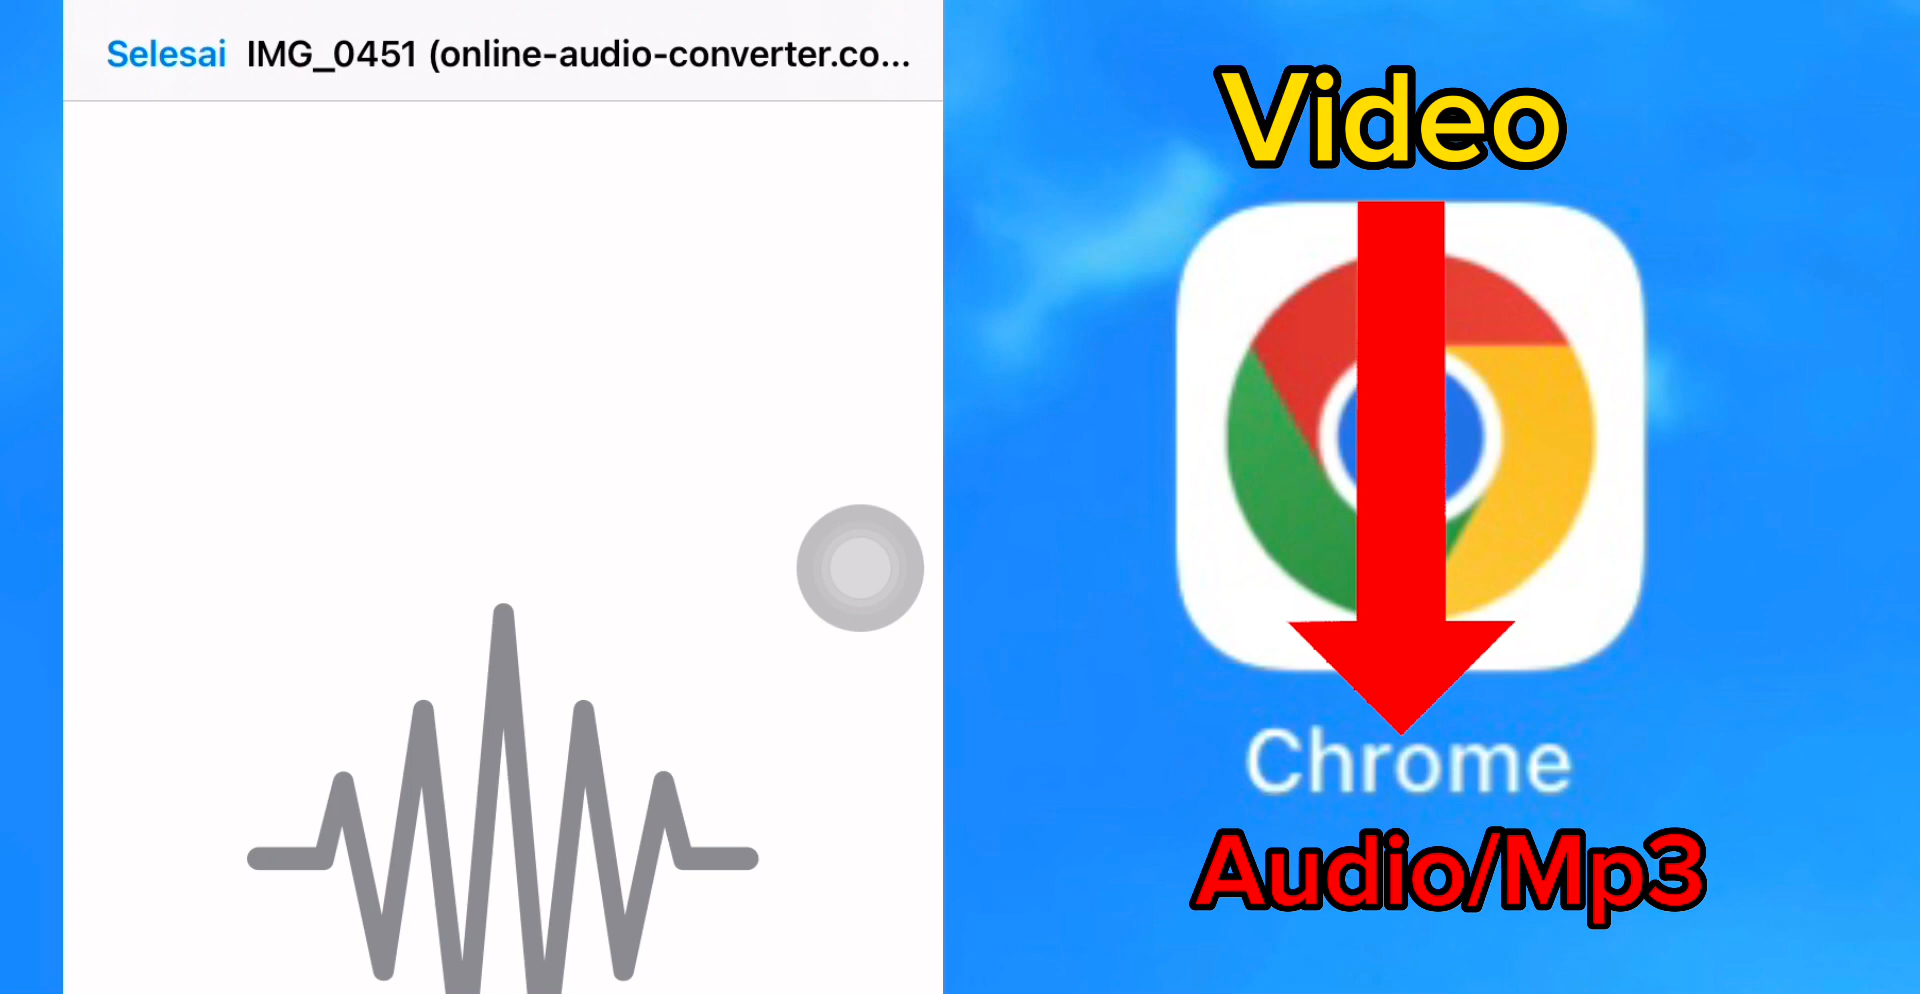 Selesai IMG_0451 (online-audio-converter.co...
Video
Chrome
Audio/Mp3